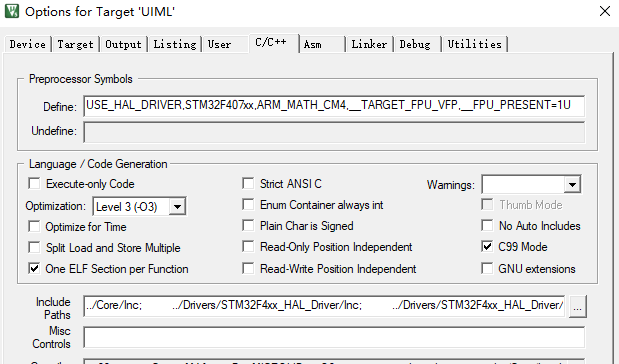 Options for Target 'UIML'
Device Target Output Listing User C/C++ Asm Linker Debug Utilities
Preprocessor Symbols
Define: USE_HAL_DRIVER,STM32F407xx,ARM_MATH_CM4,__TARGET_FPU_VFP,__FPU_PRESENT=1U
Undefine:
Language / Code Generation
Execute-only Code Strict ANSI C Warnings:
Optimization: Level 3 (-O3) Enum Container always int Thumb Mode
Optimize for Time Plain Char is Signed No Auto Includes
Split Load and Store Multiple Read-Only Position Independent C99 Mode
One ELF Section per Function Read-Write Position Independent GNU extensions
Include Paths ../Core/Inc; ../Drivers/STM32F4xx_HAL_Driver/Inc; ../Drivers/STM32F4xx_HAL_Driver/ ...
Misc Controls